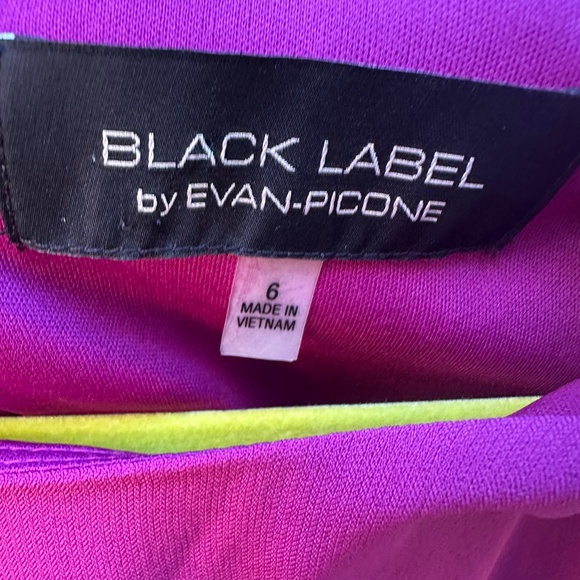 BLACK LABEL
by EVAN-PICONE
6
MADE IN
VIETNAM